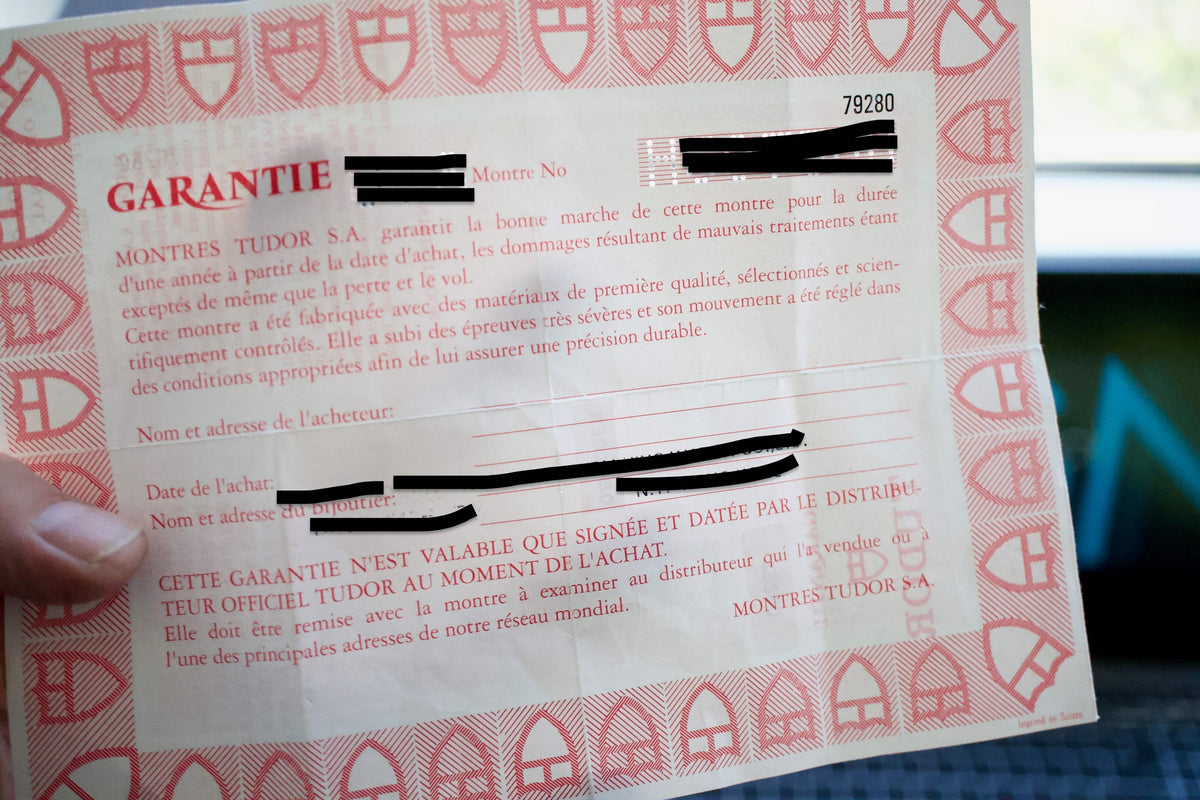 79280
GARANTIE Montre No
MONTRES TUDOR S.A. garantit la bonne marche de cette montre pour la durée
d'une année à partir de la date d'achat, les dommages résultant de mauvais traitements étant
exceptés de même que la perte et le vol.
Cette montre a été fabriquée avec des matériaux de première qualité, sélectionnés et scien-
tifiquement contrôlés. Elle a subi des épreuves très sévères et son mouvement a été réglé dans
des conditions appropriées afin de lui assurer une précision durable.
Nom et adresse de l'acheteur:
Date de l'achat:
Nom et adresse du bijoutier:
CETTE GARANTIE N'EST VALABLE QUE SIGNÉE ET DATÉE PAR LE DISTRIBU-
TEUR OFFICIEL TUDOR AU MOMENT DE L'ACHAT.
Elle doit être remise avec la montre à examiner au distributeur qui l'a vendue ou à
l'une des principales adresses de notre réseau mondial.
MONTRES TUDOR S.A.
Imprimé en Suisse